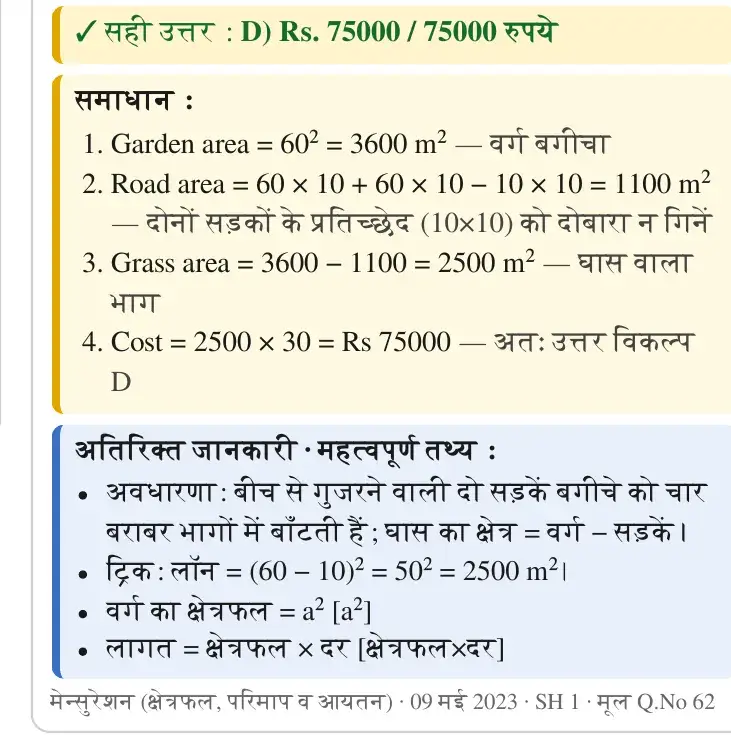 ✓ सही उत्तर : D) Rs. 75000 / 75000 रुपये
समाधान :
1. Garden area = 60² = 3600 m² — वर्ग बगीचा
2. Road area = 60 × 10 + 60 × 10 − 10 × 10 = 1100 m²
— दोनों सड़कों के प्रतिच्छेद (10×10) को दोबारा न गिनें
3. Grass area = 3600 − 1100 = 2500 m² — घास वाला
भाग
4. Cost = 2500 × 30 = Rs 75000 — अतः उत्तर विकल्प
D
अतिरिक्त जानकारी · महत्वपूर्ण तथ्य :
• अवधारणा : बीच से गुजरने वाली दो सड़कें बगीचे को चार
बराबर भागों में बाँटती हैं ; घास का क्षेत्र = वर्ग − सड़कें।
• ट्रिक : लॉन = (60 − 10)² = 50² = 2500 m²।
• वर्ग का क्षेत्रफल = a² [a²]
• लागत = क्षेत्रफल × दर [क्षेत्रफल×दर]
मेन्सुरेशन (क्षेत्रफल, परिमाप व आयतन) · 09 मई 2023 · SH 1 · मूल Q.No 62